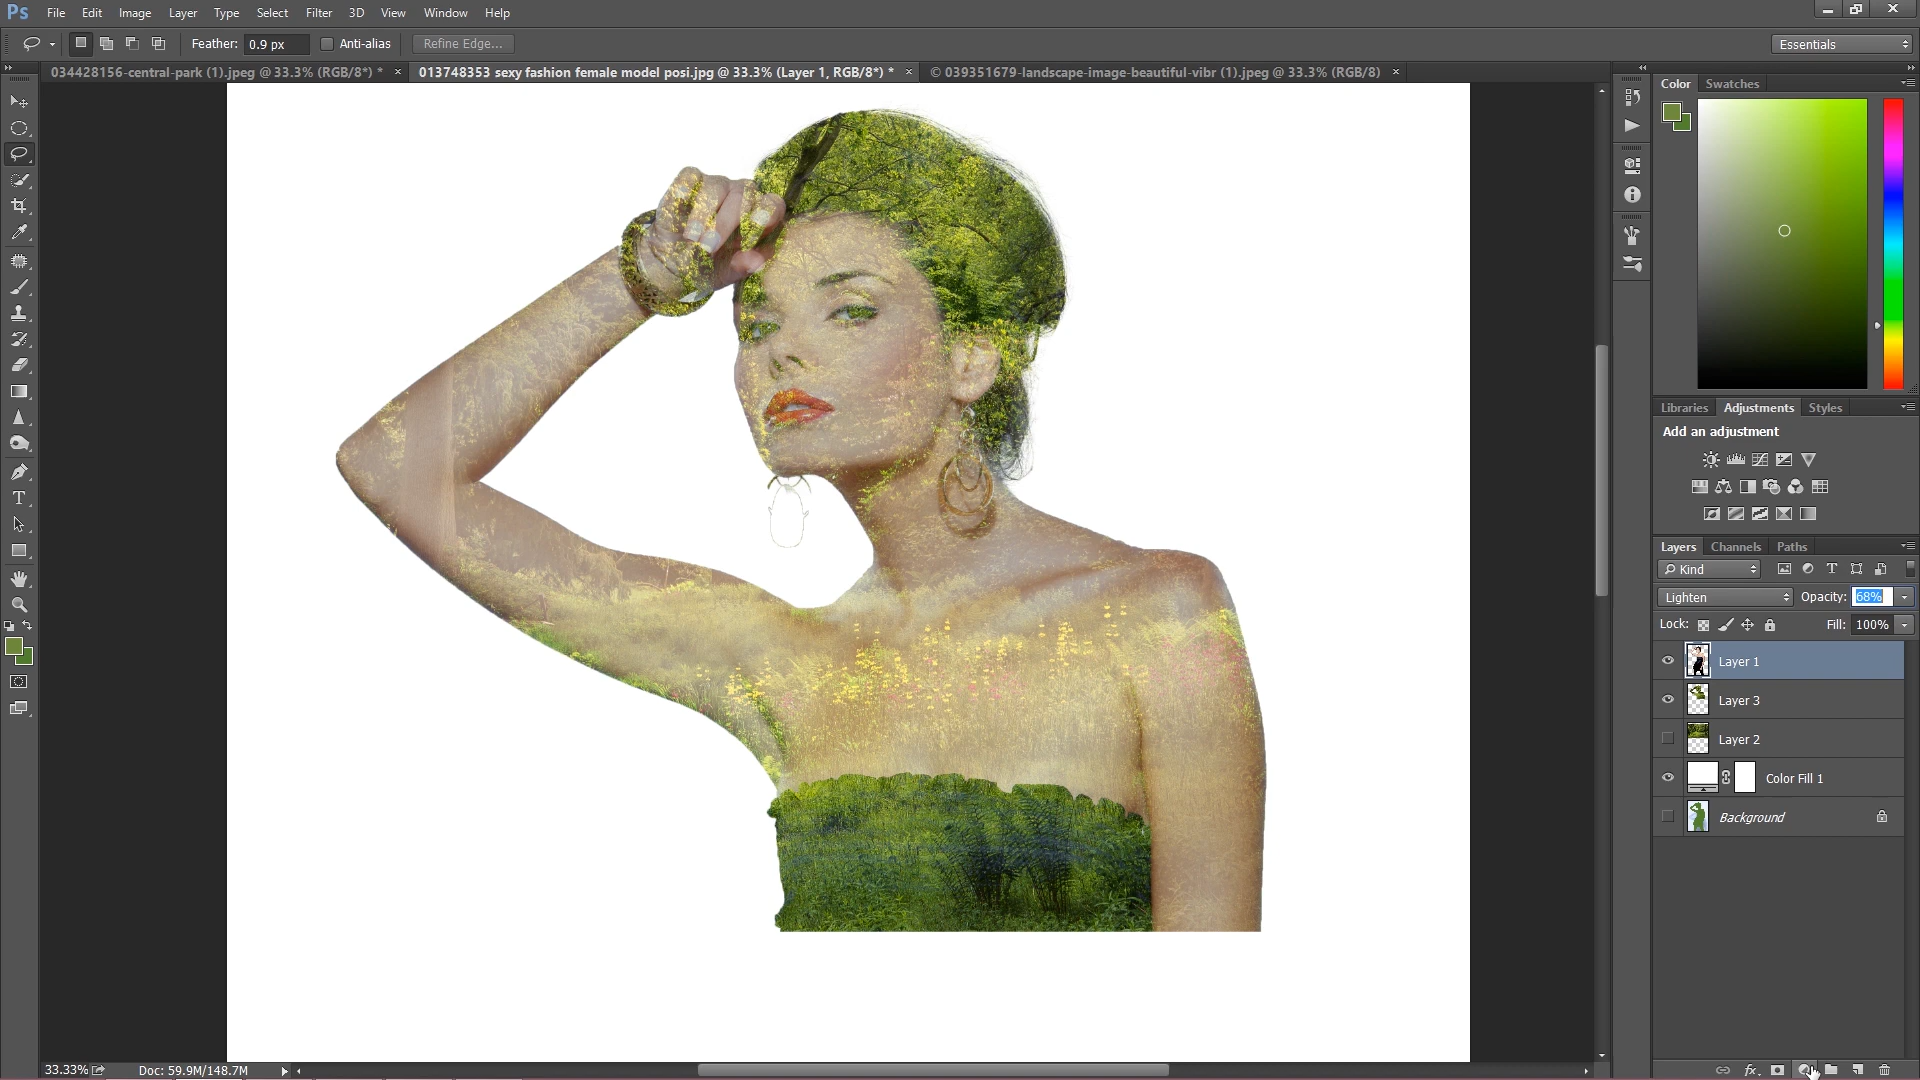 Ps File Edit Image Layer Type Select Filter 3D View Window Help
Feather: 0.9 px Anti-alias Refine Edge... Essentials
034428156-central-park (1).jpeg @ 33.3% (RGB/8*) * × 013748353 sexy fashion female model posi.jpg @ 33.3% (Layer 1, RGB/8*) * × © 039351679-landscape-image-beautiful-vibr (1).jpeg @ 33.3% (RGB/8) ×
Color Swatches
Libraries Adjustments Styles
Add an adjustment
Layers Channels Paths
Kind
Lighten Opacity: 68%
Lock: Fill: 100%
Layer 1
Layer 3
Layer 2
Color Fill 1
Background
33.33% Doc: 59.9M/148.7M